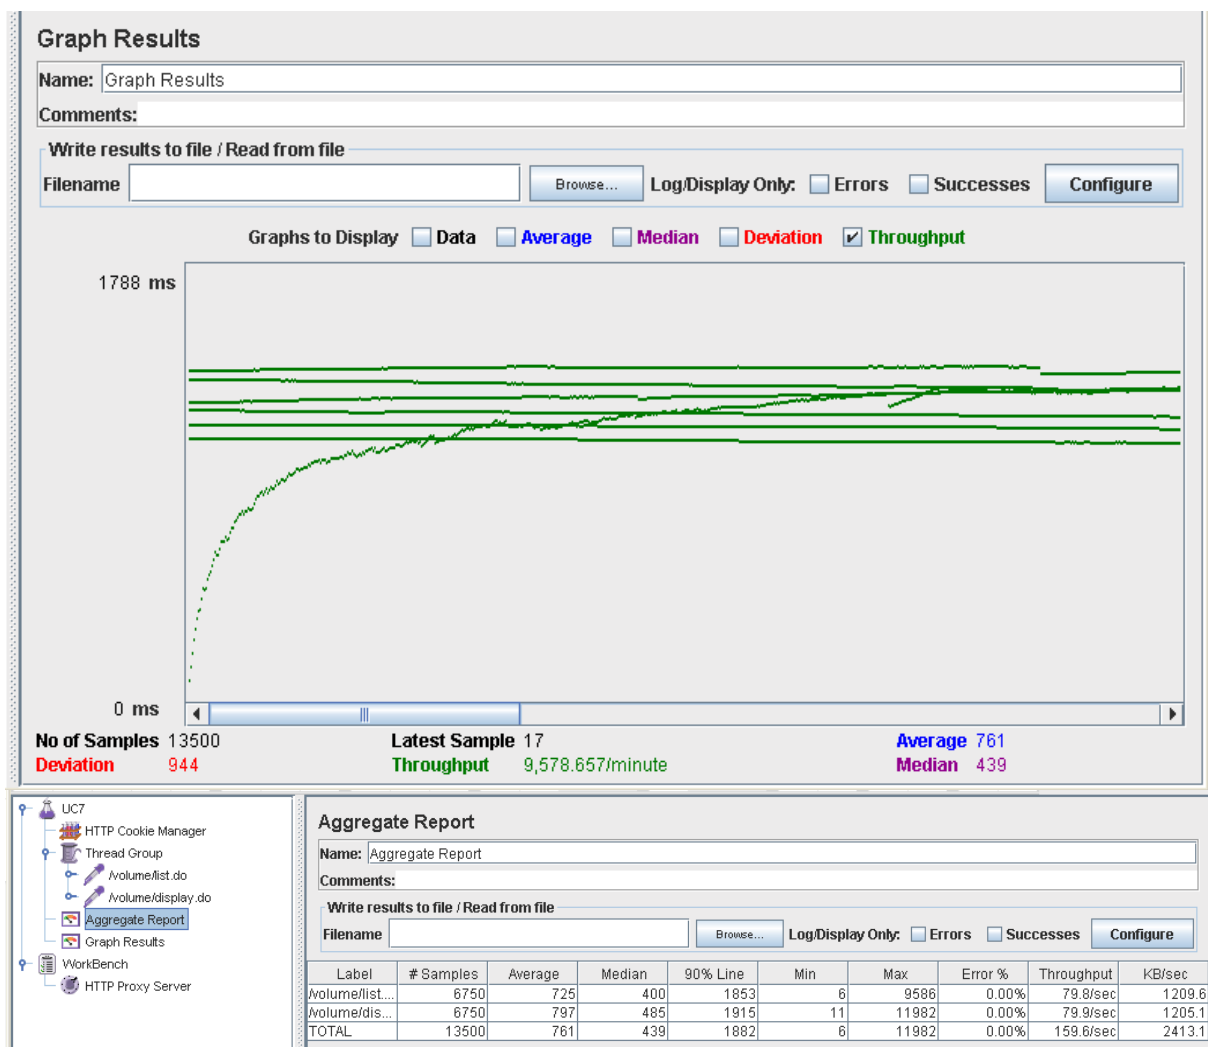 Graph Results
Name: Graph Results
Comments:
Write results to file / Read from file
Filename Browse... Log/Display Only: Errors Successes Configure
Graphs to Display Data Average Median Deviation Throughput
1788 ms
0 ms
No of Samples 13500 Latest Sample 17 Average 761
Deviation 944 Throughput 9,578.657/minute Median 439
UC7
HTTP Cookie Manager
Thread Group
/volume/list.do
/volume/display.do
Aggregate Report
Graph Results
WorkBench
HTTP Proxy Server
Aggregate Report
Name: Aggregate Report
Comments:
Write results to file / Read from file
Filename Browse... Log/Display Only: Errors Successes Configure
Label # Samples Average Median 90% Line Min Max Error % Throughput KB/sec
/volume/list.... 6750 725 400 1853 6 9586 0.00% 79.8/sec 1209.6
/volume/dis... 6750 797 485 1915 11 11982 0.00% 79.9/sec 1205.1
TOTAL 13500 761 439 1882 6 11982 0.00% 159.6/sec 2413.1